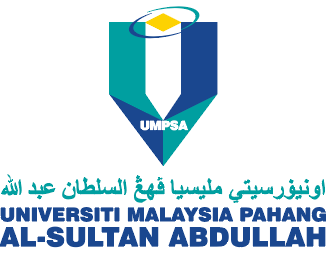 UMPSA
اونيۏرسيتي مليسيا ڤهڠ السلطان عبد الله
UNIVERSITI MALAYSIA PAHANG
AL-SULTAN ABDULLAH